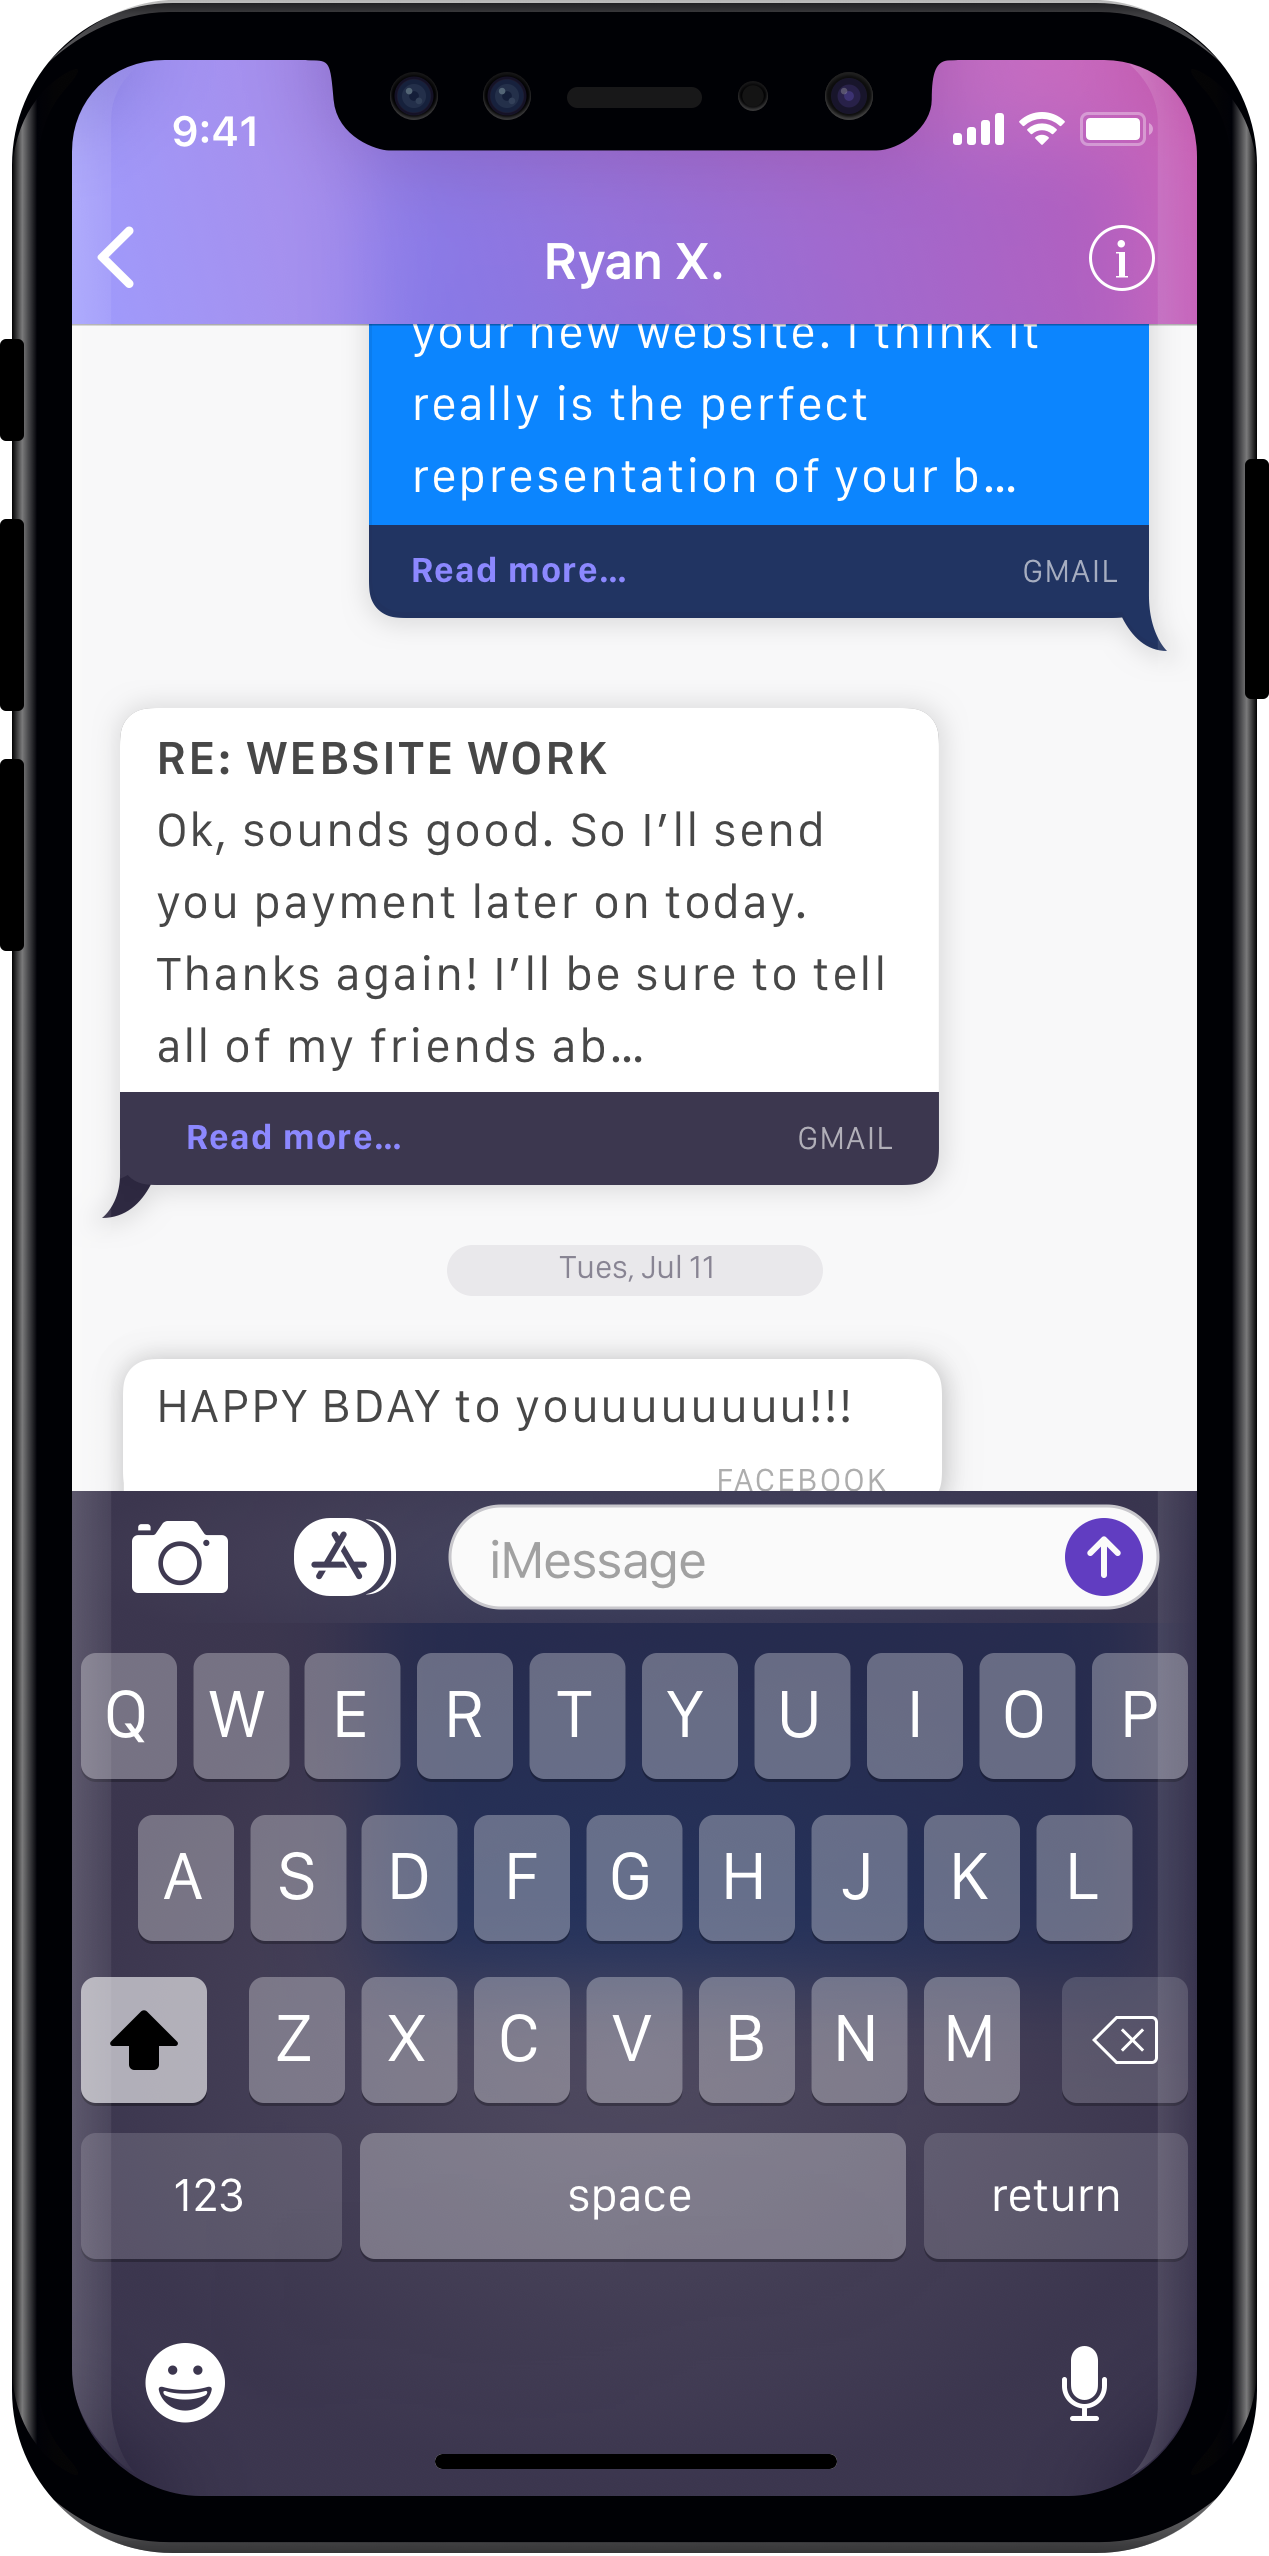 9:41
Ryan X.
your new website. I think it
really is the perfect
representation of your b...
Read more...
GMAIL
RE: WEBSITE WORK
Ok, sounds good. So I’ll send
you payment later on today.
Thanks again! I’ll be sure to tell
all of my friends ab...
Read more...
GMAIL
Tues, Jul 11
HAPPY BDAY to youuuuuuuu!!!
FACEBOOK
iMessage
Q W E R T Y U I O P
A S D F G H J K L
Z X C V B N M
123 space return